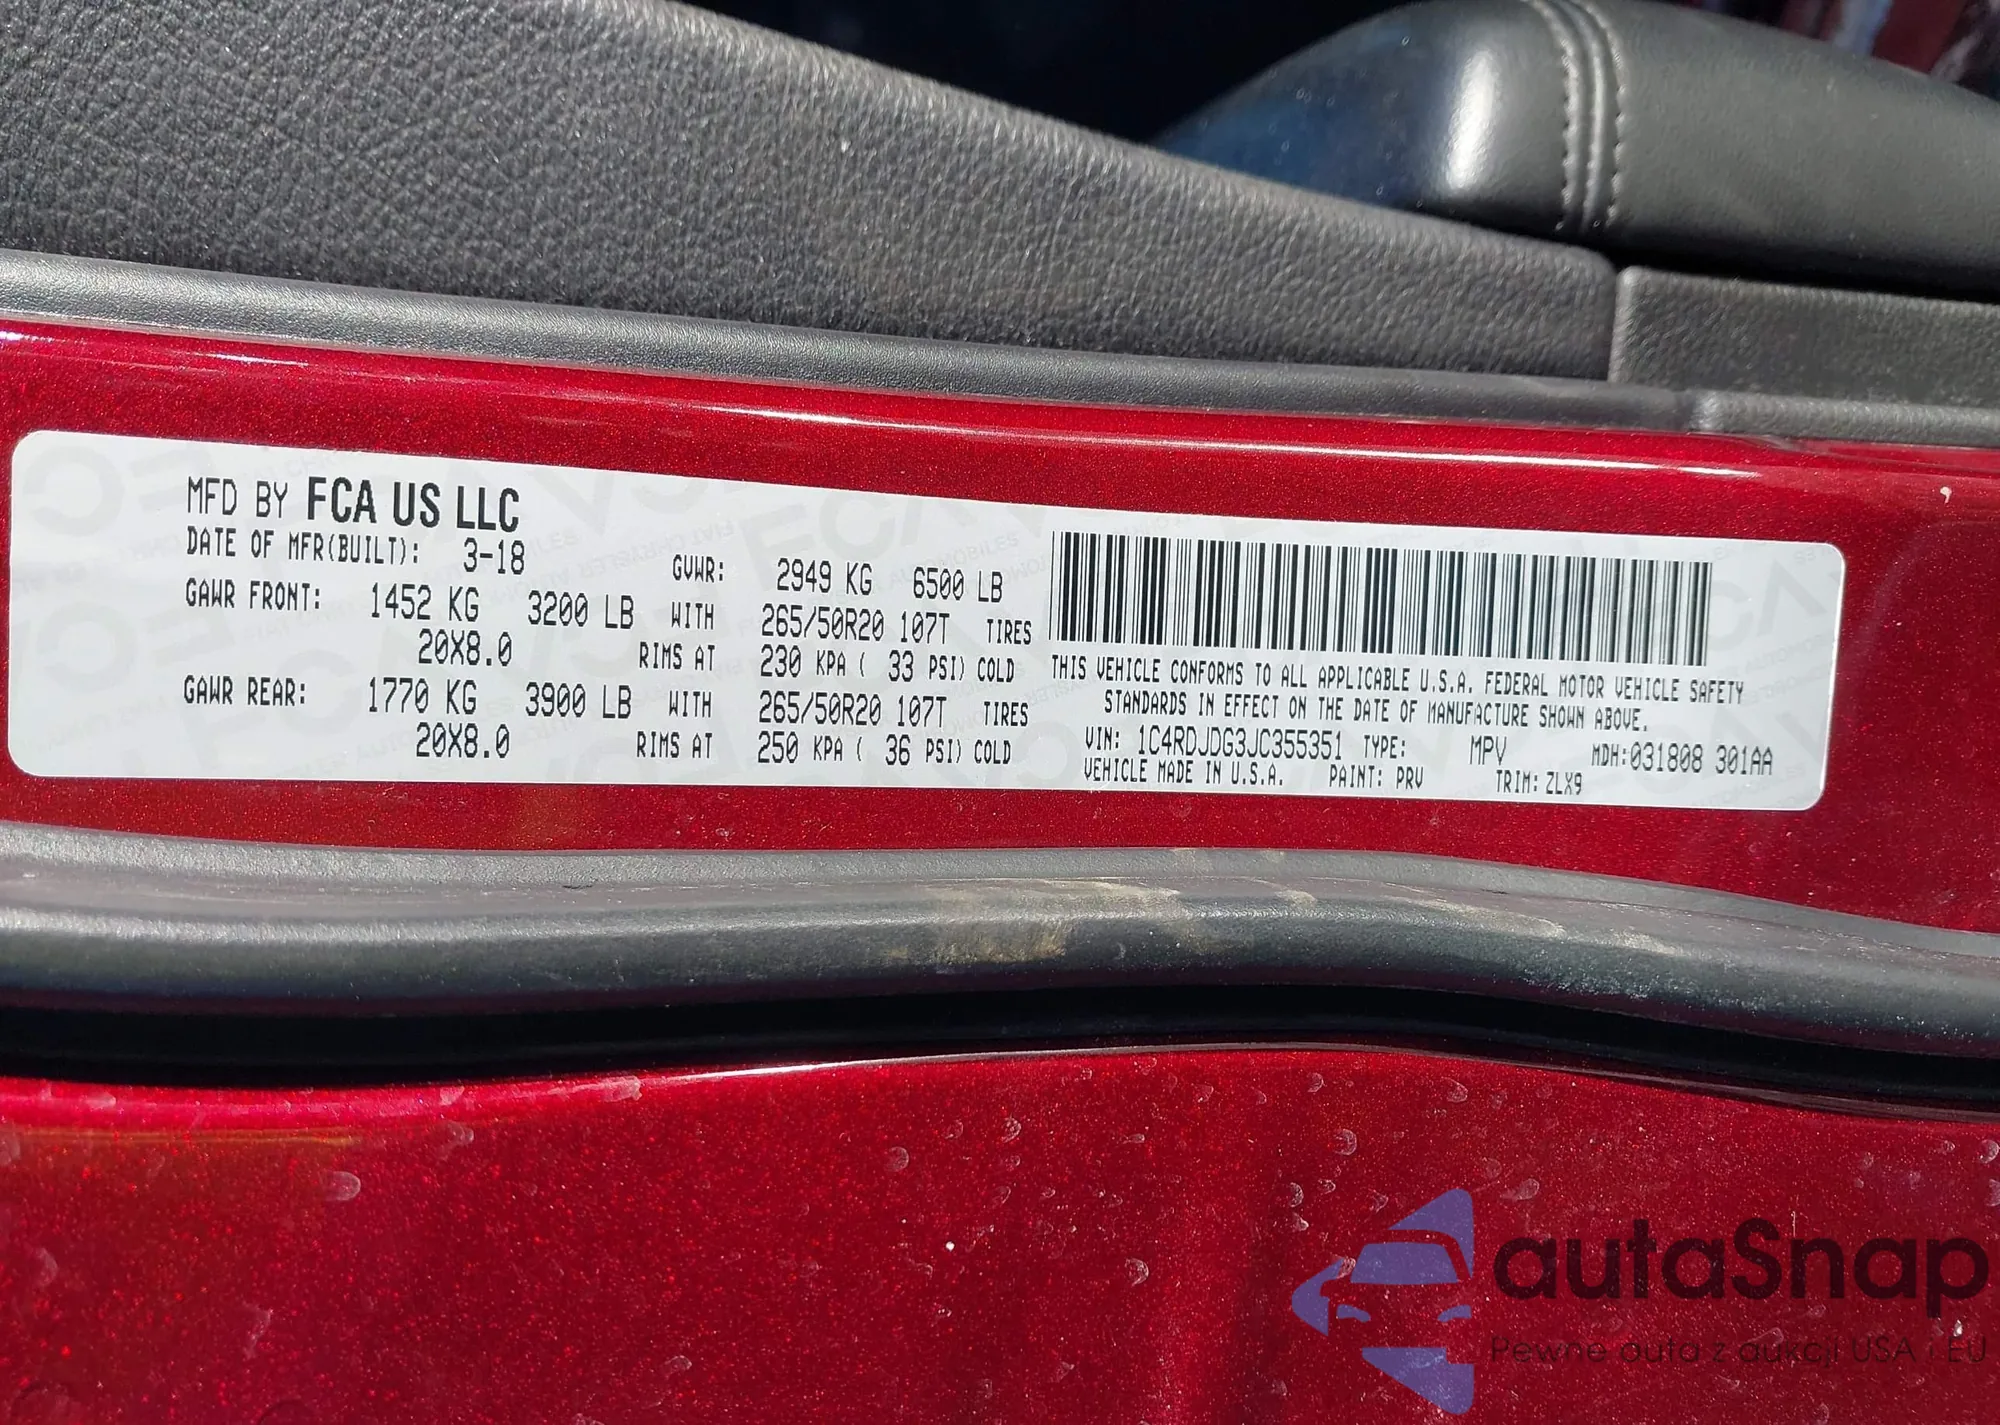 MFD BY FCA US LLC
DATE OF MFR(BUILT): 3-18 GVWR: 2949 KG 6500 LB
GAWR FRONT: 1452 KG 3200 LB WITH 265/50R20 107T TIRES
20X8.0 RIMS AT 230 KPA ( 33 PSI) COLD
GAWR REAR: 1770 KG 3900 LB WITH 265/50R20 107T TIRES
20X8.0 RIMS AT 250 KPA ( 36 PSI) COLD
THIS VEHICLE CONFORMS TO ALL APPLICABLE U.S.A. FEDERAL MOTOR VEHICLE SAFETY
STANDARDS IN EFFECT ON THE DATE OF MANUFACTURE SHOWN ABOVE.
VIN: 1C4RDJDG3JC355351 TYPE: MPV MDH:031808 301AA
VEHICLE MADE IN U.S.A. PAINT: PRV TRIM: ZLX9
autaSnap
Pewne auta z aukcji USA i EU